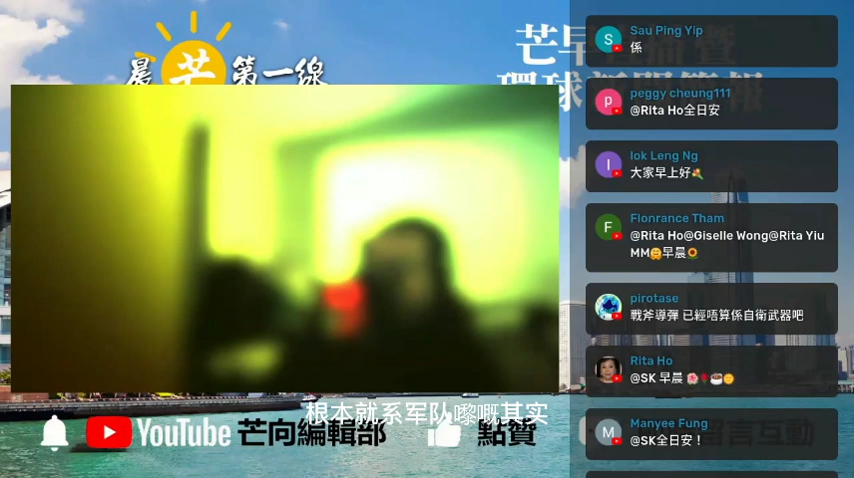 晨芒第一線
芒早
環球
根本就系军队嚟嘅其实
YouTube 芒向編輯部
點贊
留言互動
Sau Ping Yip
係
peggy cheung111
@Rita Ho全日安
Iok Leng Ng
大家早上好💐
Flonrance Tham
@Rita Ho@Giselle Wong@Rita Yiu
MM🤗早晨🌻
pirotase
戰斧導彈 已經唔算係自衛武器吧
Rita Ho
@SK 早晨 🌸🌹☕🌞
Manyee Fung
@SK全日安！